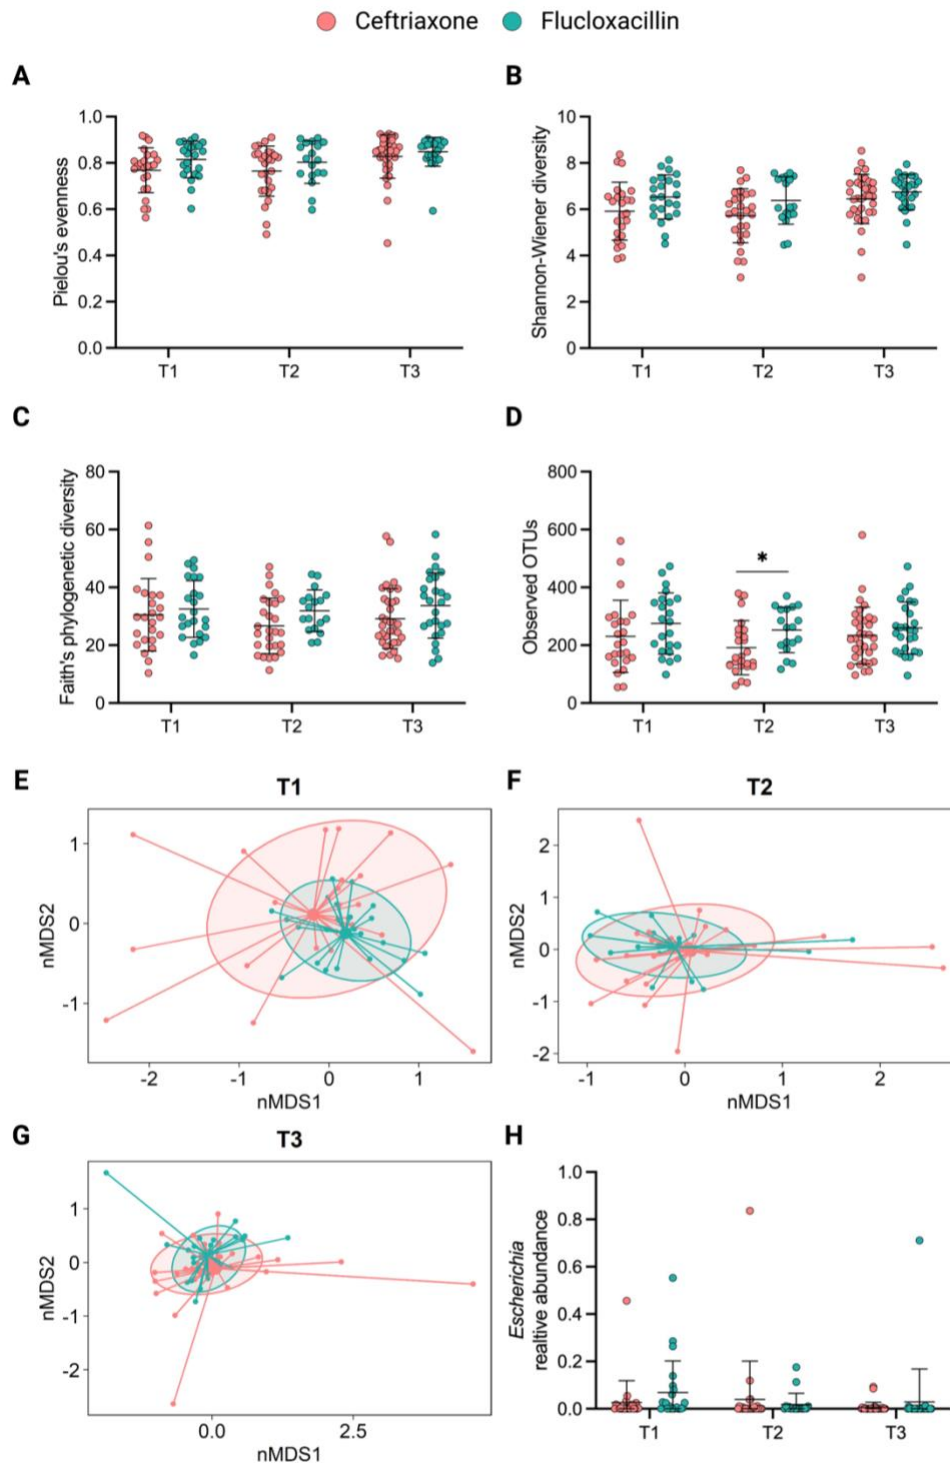 Ceftriaxone Flucloxacillin
A
B
1.0
0.8
0.6
0.4
0.2
0.0
Pielou's evenness
T1 T2 T3
10
8
6
4
2
0
Shannon-Wiener diversity
T1 T2 T3
C
D
80
60
40
20
0
Faith's phylogenetic diversity
T1 T2 T3
800
600
400
200
0
Observed OTUs
*
T1 T2 T3
E
T1
1
0
-1
nMDS2
-2 -1 0 1
nMDS1
F
T2
2
1
0
-1
-2
nMDS2
-1 0 1 2
nMDS1
G
T3
1
0
-1
-2
nMDS2
0.0 2.5
nMDS1
H
1.0
0.8
0.6
0.4
0.2
0.0
Escherichia
realtive abundance
T1 T2 T3